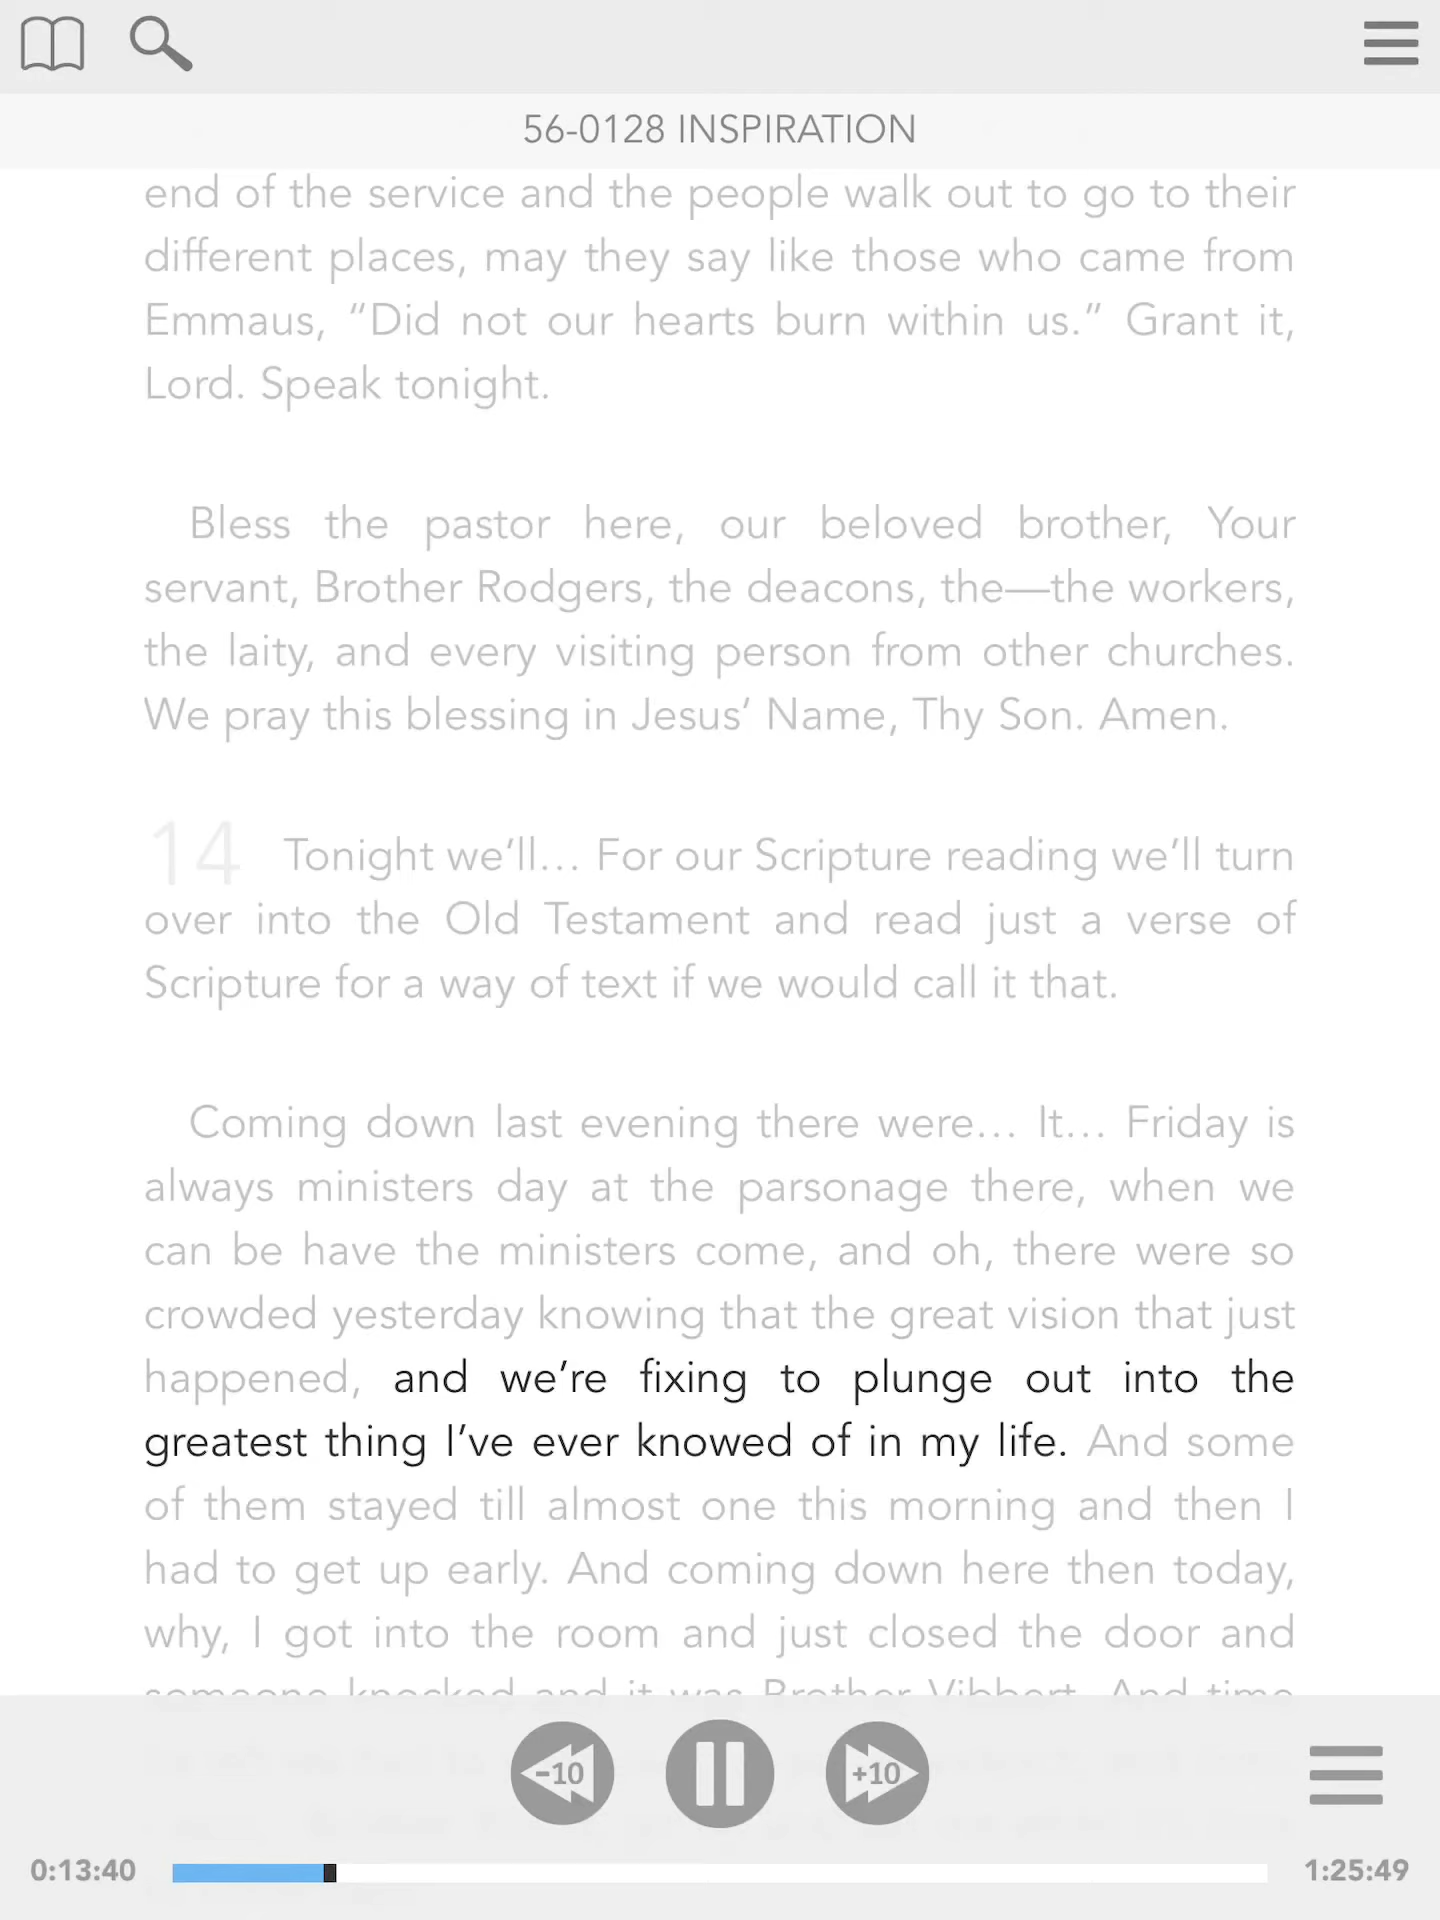 56-0128 INSPIRATION
end of the service and the people walk out to go to their
different places, may they say like those who came from
Emmaus, “Did not our hearts burn within us.” Grant it,
Lord. Speak tonight.
Bless the pastor here, our beloved brother, Your
servant, Brother Rodgers, the deacons, the—the workers,
the laity, and every visiting person from other churches.
We pray this blessing in Jesus’ Name, Thy Son. Amen.
14 Tonight we’ll… For our Scripture reading we’ll turn
over into the Old Testament and read just a verse of
Scripture for a way of text if we would call it that.
Coming down last evening there were… It… Friday is
always ministers day at the parsonage there, when we
can be have the ministers come, and oh, there were so
crowded yesterday knowing that the great vision that just
happened, and we’re fixing to plunge out into the
greatest thing I’ve ever knowed of in my life. And some
of them stayed till almost one this morning and then I
had to get up early. And coming down here then today,
why, I got into the room and just closed the door and
someone knocked and it was Brother Vibbert. And time
-10 +10
0:13:40 1:25:49